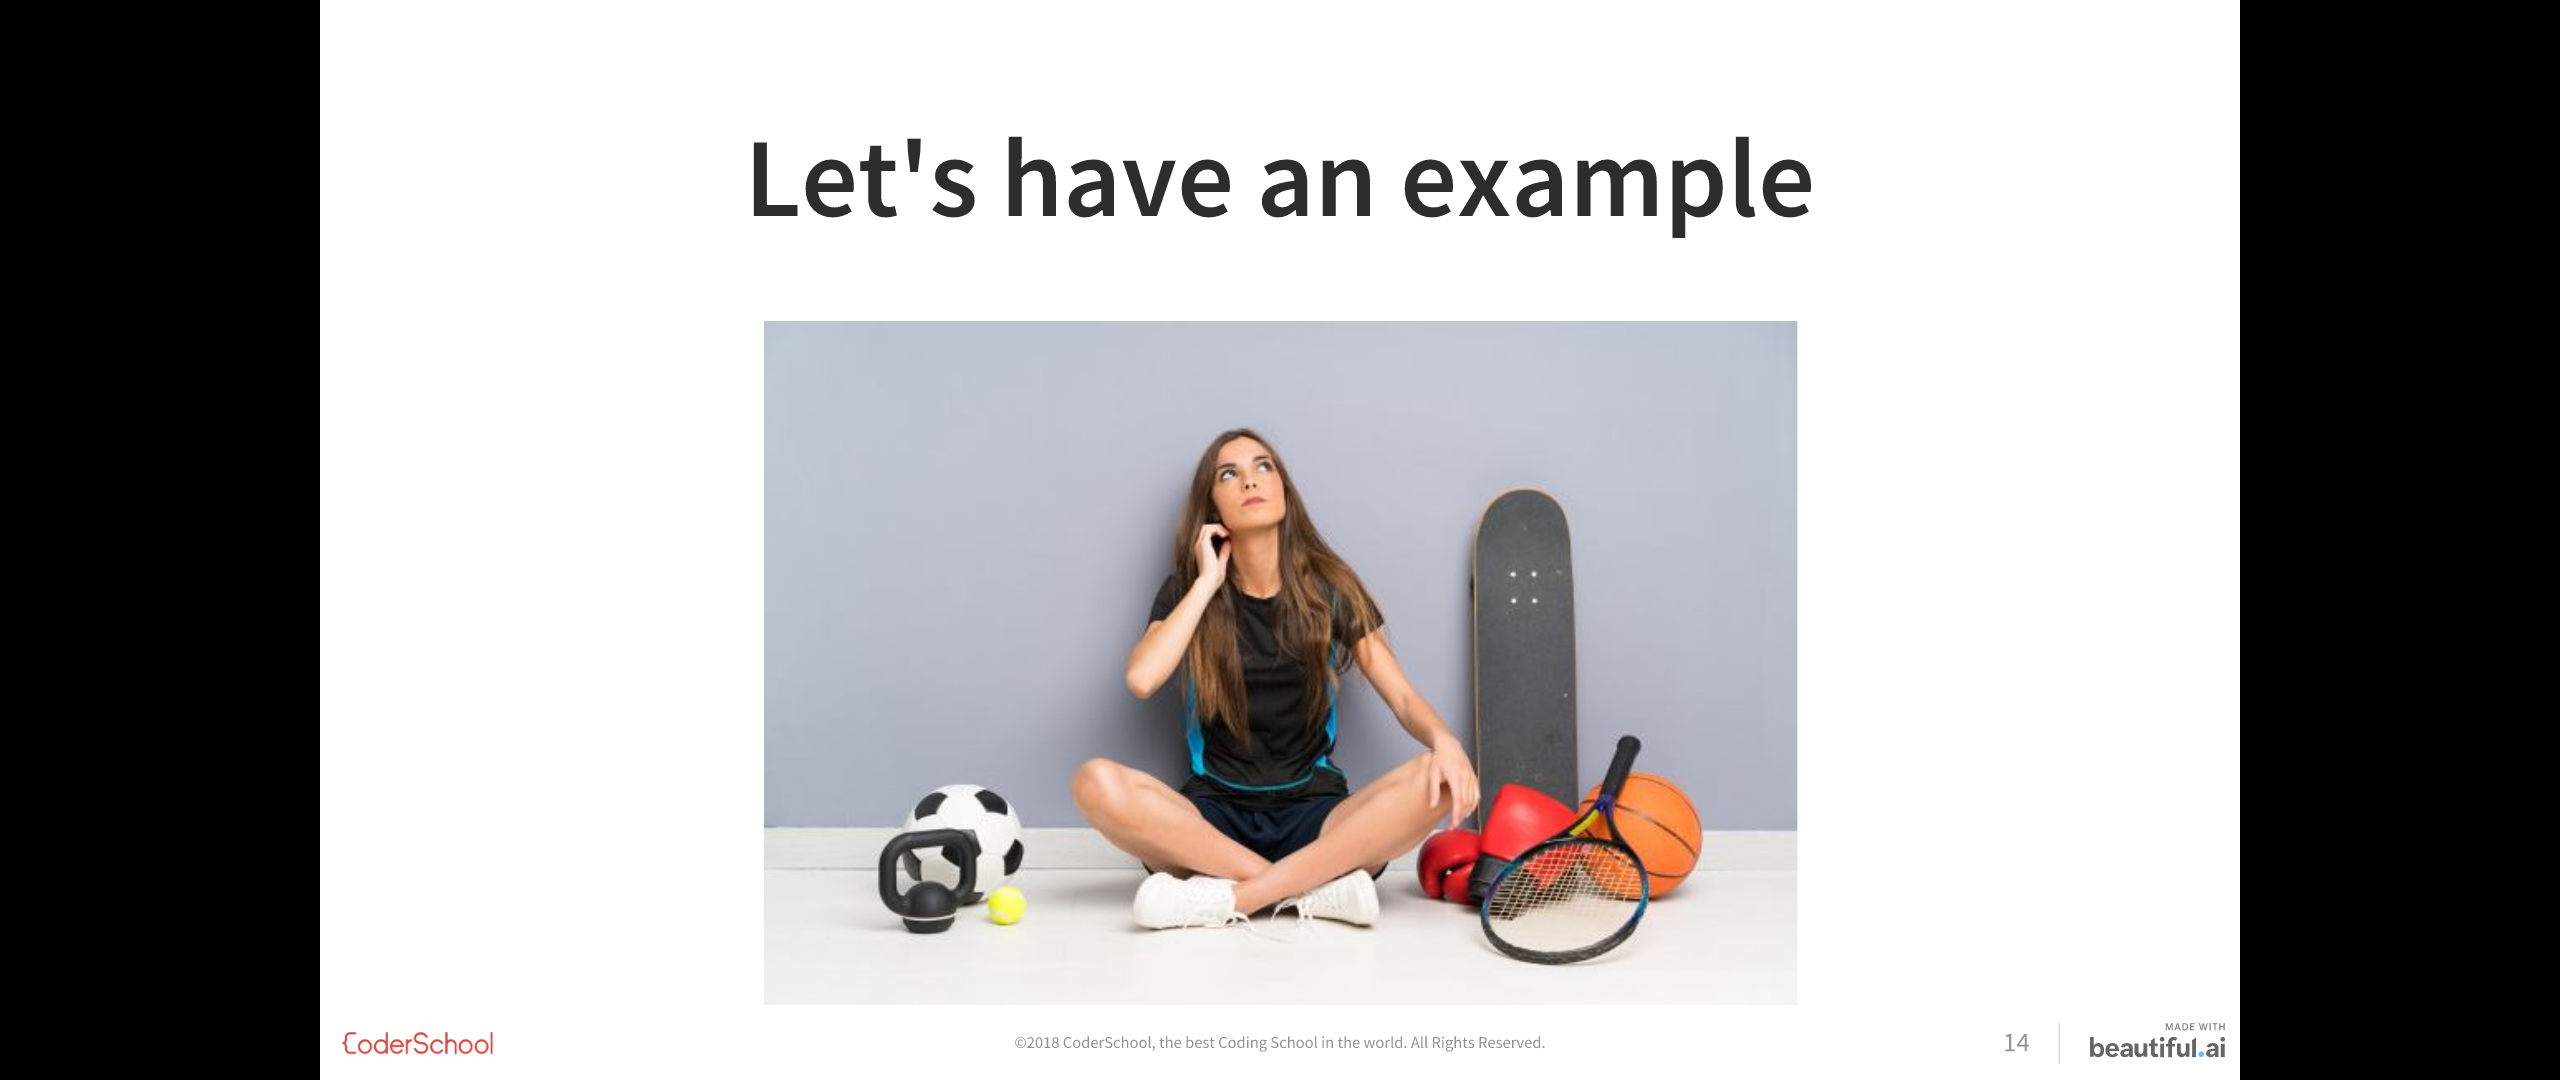 Let's have an example
CoderSchool
©2018 CoderSchool, the best Coding School in the world. All Rights Reserved.
14
MADE WITH
beautiful.ai